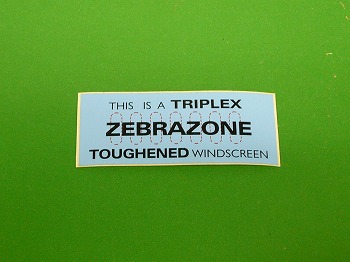 THIS IS A TRIPLEX
ZEBRAZONE
TOUGHENED WINDSCREEN